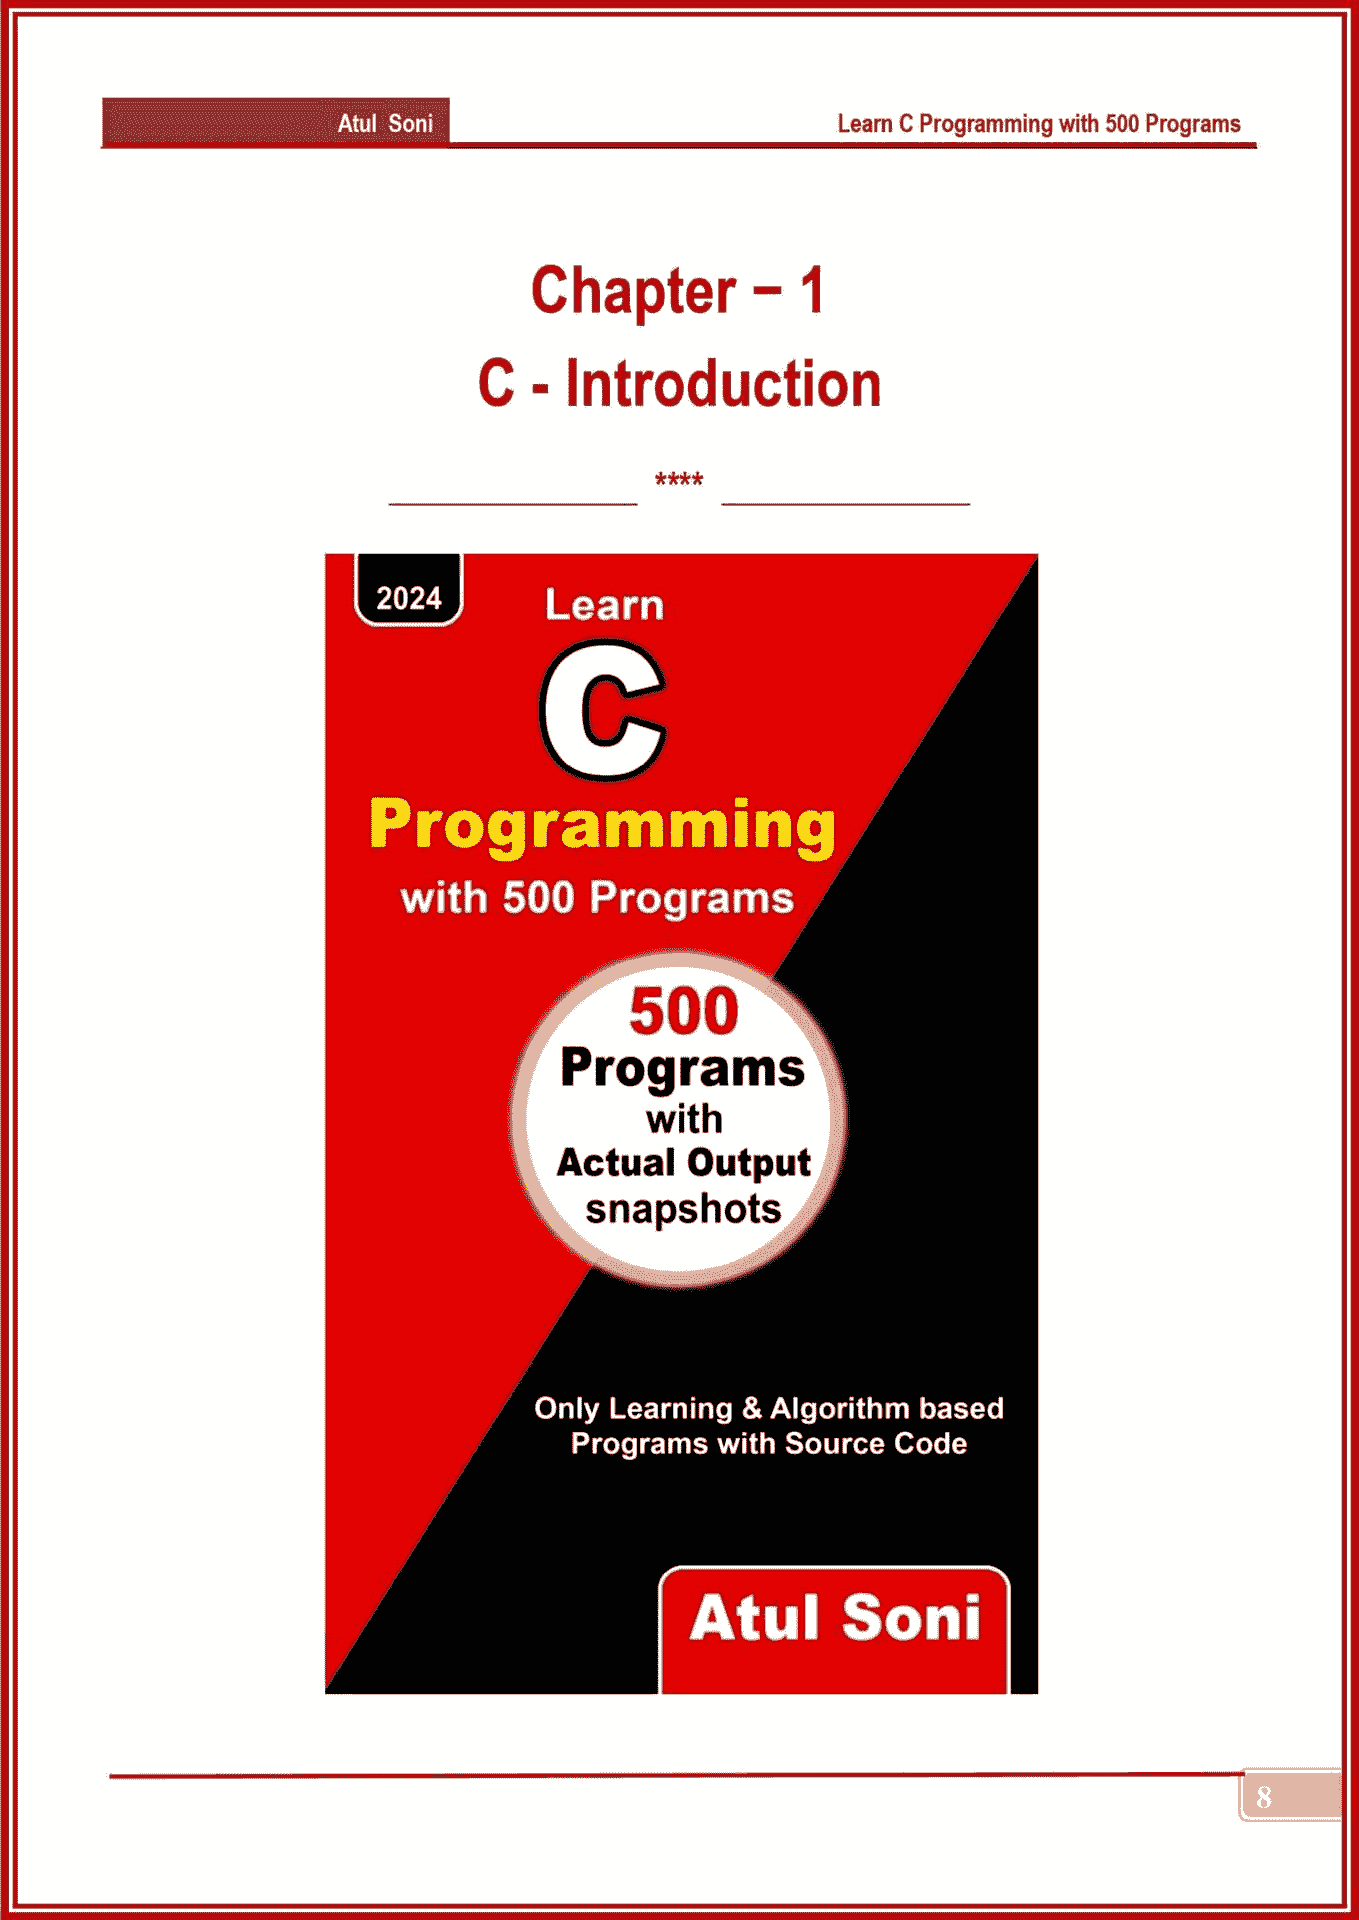 Atul Soni
Learn C Programming with 500 Programs
Chapter – 1
C - Introduction
****
2024
Learn
C
Programming
with 500 Programs
500
Programs
with
Actual Output
snapshots
Only Learning & Algorithm based
Programs with Source Code
Atul Soni
8